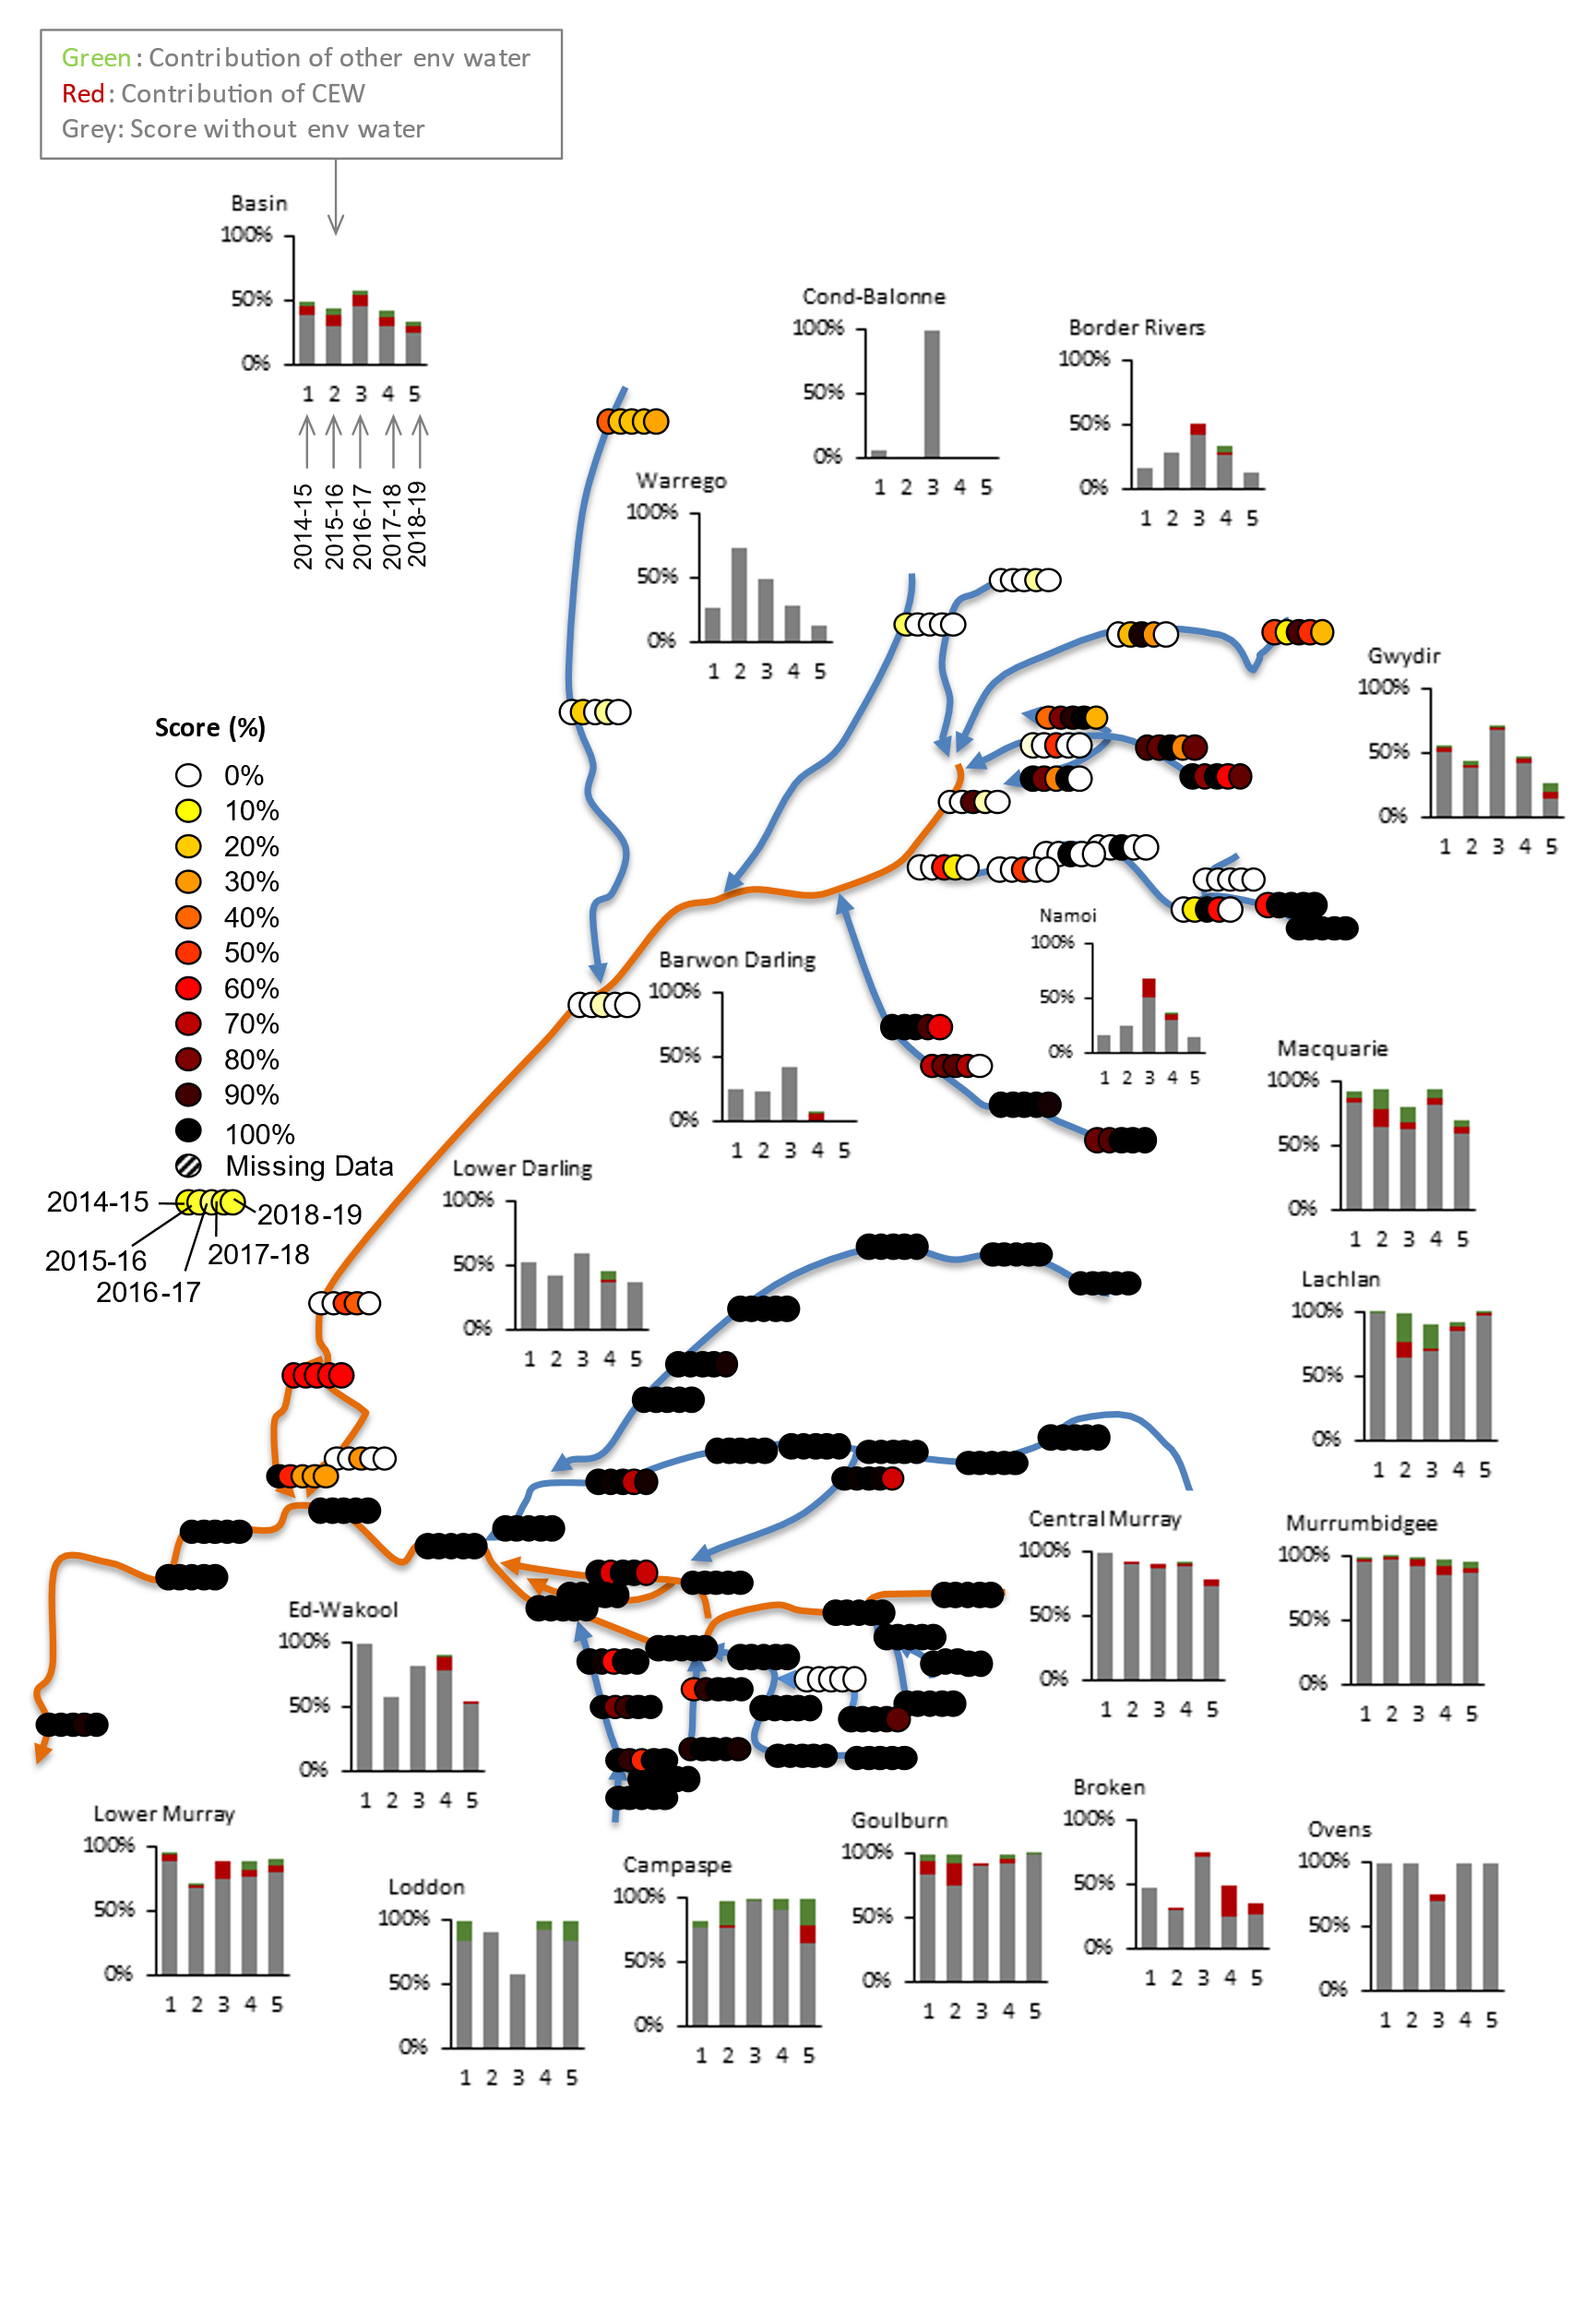 Green: Contribution of other env water
Red: Contribution of CEW
Grey: Score without env water
Basin
100%
50%
0%
1 2 3 4 5
2014-15
2015-16
2016-17
2017-18
2018-19
Cond-Balonne
100%
50%
0%
1 2 3 4 5
Border Rivers
100%
50%
0%
1 2 3 4 5
Warrego
100%
50%
0%
1 2 3 4 5
Gwydir
100%
50%
0%
1 2 3 4 5
Score (%)
0%
10%
20%
30%
40%
50%
60%
70%
80%
90%
100%
Missing Data
2014-15
2015-16
2016-17
2017-18
2018-19
Namoi
100%
50%
0%
1 2 3 4 5
Barwon Darling
100%
50%
0%
1 2 3 4 5
Macquarie
100%
50%
0%
1 2 3 4 5
Lower Darling
100%
50%
0%
1 2 3 4 5
Lachlan
100%
50%
0%
1 2 3 4 5
Central Murray
100%
50%
0%
1 2 3 4 5
Murrumbidgee
100%
50%
0%
1 2 3 4 5
Ed-Wakool
100%
50%
0%
1 2 3 4 5
Lower Murray
100%
50%
0%
1 2 3 4 5
Loddon
100%
50%
0%
1 2 3 4 5
Campaspe
100%
50%
0%
1 2 3 4 5
Goulburn
100%
50%
0%
1 2 3 4 5
Broken
100%
50%
0%
1 2 3 4 5
Ovens
100%
50%
0%
1 2 3 4 5